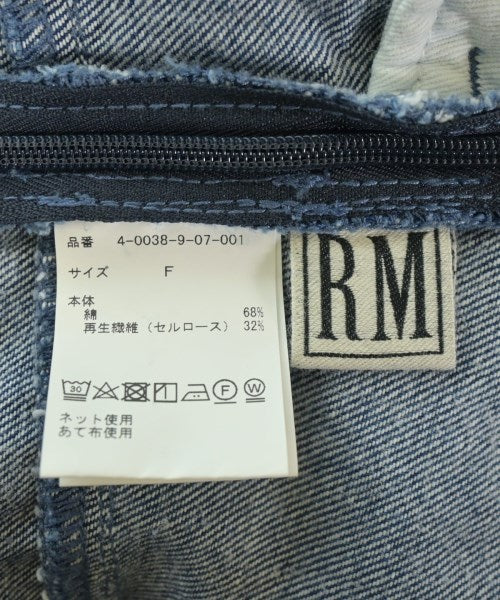 品番 4-0038-9-07-001
サイズ F
本体
綿 68%
再生繊維（セルロース） 32%
30 F W
ネット使用
あて布使用
RM